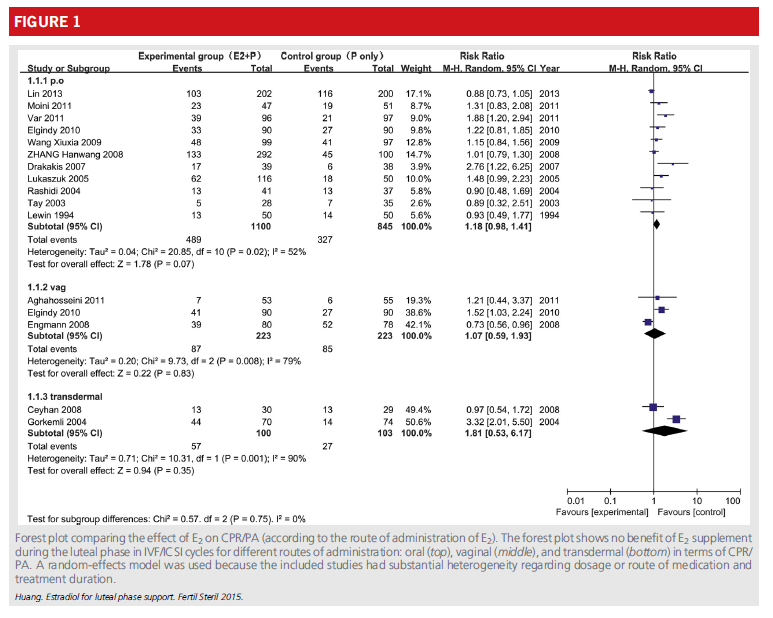 FIGURE 1
Experimental group (E2+P) Control group (P only) Risk Ratio Risk Ratio
Study or Subgroup Events Total Events Total Weight M-H. Random. 95% CI Year M-H. Random. 95% CI
1.1.1 p.o
Lin 2013 103 202 116 200 17.1% 0.88 [0.73, 1.05] 2013
Moini 2011 23 47 19 51 8.7% 1.31 [0.83, 2.08] 2011
Var 2011 39 96 21 97 8.2% 1.88 [1.20, 2.94] 2011
Elgindy 2010 33 90 27 90 9.6% 1.22 [0.81, 1.85] 2010
Wang Xiuxia 2009 48 99 41 97 12.8% 1.15 [0.84, 1.56] 2009
ZHANG Hanwang 2008 133 292 45 100 14.7% 1.01 [0.79, 1.30] 2008
Drakakis 2007 17 39 6 38 3.7% 2.76 [1.22, 6.25] 2007
Lukaszuk 2005 62 116 18 50 10.0% 1.48 [0.99, 2.23] 2005
Rashidi 2004 13 41 13 37 5.9% 0.90 [0.48, 1.69] 2004
Tay 2003 5 28 7 35 2.7% 0.89 [0.32, 2.51] 2003
Lewin 1994 13 50 14 50 5.6% 0.93 [0.49, 1.77] 1994
Subtotal (95% CI) 1100 845 100.0% 1.18 [0.98, 1.41]
Total events 489 327
Heterogeneity: Tau² = 0.04; Chi² = 20.85, df = 10 (P = 0.02); I² = 52%
Test for overall effect: Z = 1.78 (P = 0.07)
1.1.2 vag
Aghahosseini 2011 7 53 6 55 19.3% 1.21 [0.44, 3.37] 2011
Elgindy 2010 41 90 27 90 38.6% 1.52 [1.03, 2.24] 2010
Engmann 2008 39 80 52 78 42.1% 0.73 [0.56, 0.96] 2008
Subtotal (95% CI) 223 223 100.0% 1.07 [0.59, 1.93]
Total events 87 85
Heterogeneity: Tau² = 0.20; Chi² = 9.73, df = 2 (P = 0.008); I² = 79%
Test for overall effect: Z = 0.22 (P = 0.83)
1.1.3 transdermal
Ceyhan 2008 13 30 13 29 49.4% 0.97 [0.54, 1.72] 2008
Gorkemli 2004 44 70 14 74 50.6% 3.32 [2.01, 5.50] 2004
Subtotal (95% CI) 100 103 100.0% 1.81 [0.53, 6.17]
Total events 57 27
Heterogeneity: Tau² = 0.71; Chi² = 10.31, df = 1 (P = 0.001); I² = 90%
Test for overall effect: Z = 0.94 (P = 0.35)
0.01 0.1 1 10 100
Favours [experimental] Favours [control]
Test for subgroup differences: Chi² = 0.57. df = 2 (P = 0.75). I² = 0%
Forest plot comparing the effect of E₂ on CPR/PA (according to the route of administration of E₂). The forest plot shows no benefit of E₂ supplement
during the luteal phase in IVF/ICSI cycles for different routes of administration: oral (top), vaginal (middle), and transdermal (bottom) in terms of CPR/
PA. A random-effects model was used because the included studies had substantial heterogeneity regarding dosage or route of medication and
treatment duration.
Huang. Estradiol for luteal phase support. Fertil Steril 2015.